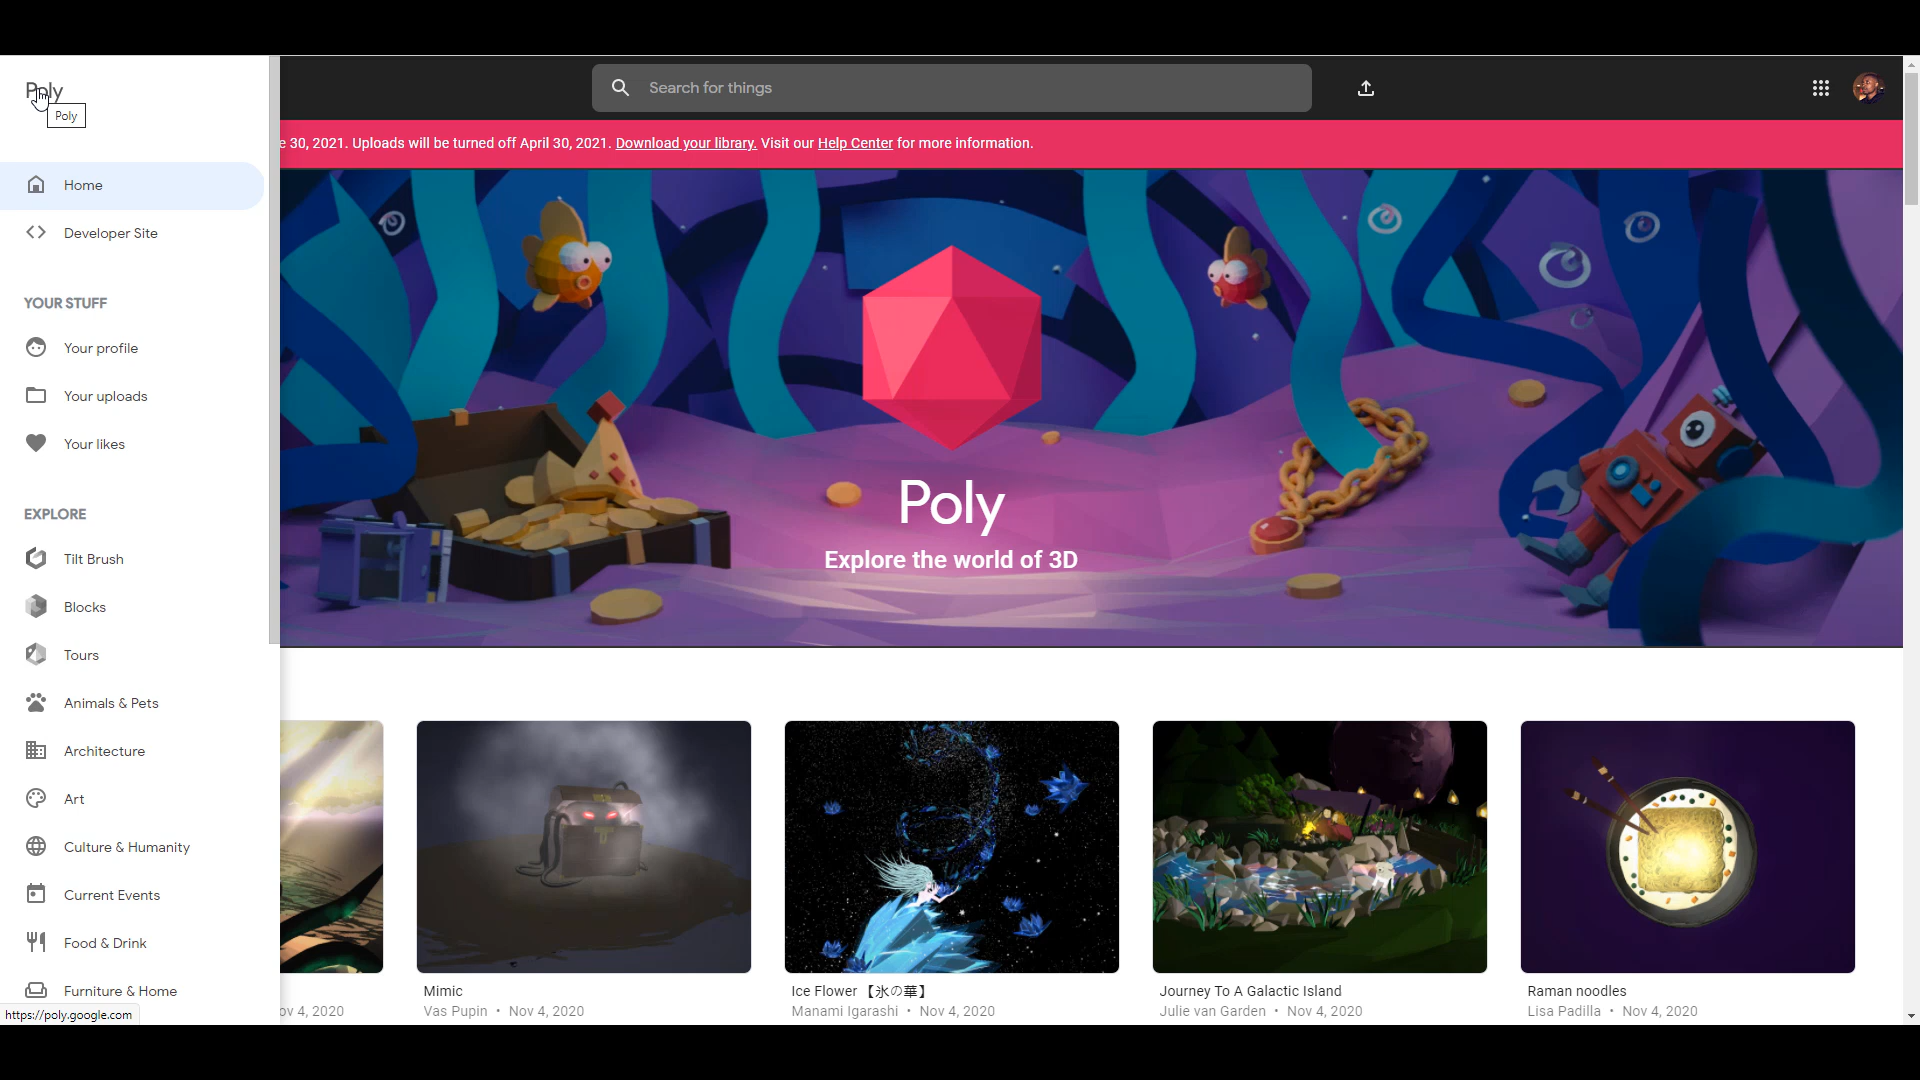 Poly
Poly
Search for things
e 30, 2021. Uploads will be turned off April 30, 2021. Download your library. Visit our Help Center for more information.
Home
Developer Site
YOUR STUFF
Your profile
Your uploads
Your likes
EXPLORE
Tilt Brush
Blocks
Tours
Animals & Pets
Architecture
Art
Culture & Humanity
Current Events
Food & Drink
Furniture & Home
https://poly.google.com
Poly
Explore the world of 3D
ov 4, 2020
Mimic
Vas Pupin • Nov 4, 2020
Ice Flower 【氷の華】
Manami Igarashi • Nov 4, 2020
Journey To A Galactic Island
Julie van Garden • Nov 4, 2020
Raman noodles
Lisa Padilla • Nov 4, 2020